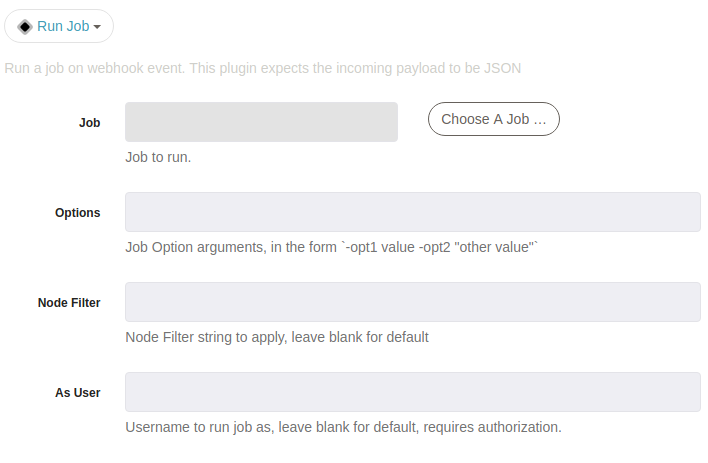 Run Job
Run a job on webhook event. This plugin expects the incoming payload to be JSON
Job
Choose A Job ...
Job to run.
Options
Job Option arguments, in the form `-opt1 value -opt2 "other value"`
Node Filter
Node Filter string to apply, leave blank for default
As User
Username to run job as, leave blank for default, requires authorization.